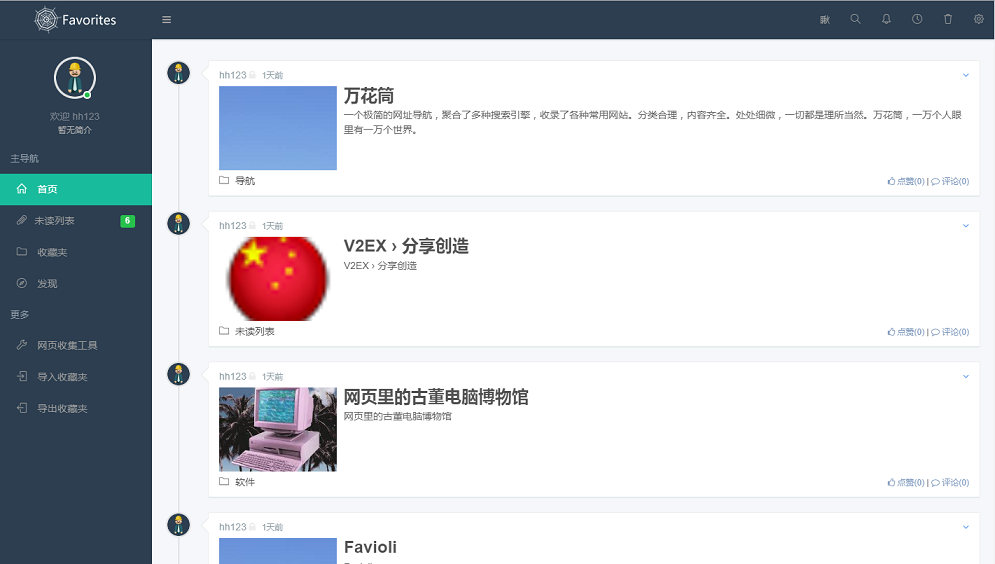 Favorites
欢迎 hh123
暂无简介
主导航
首页
未读列表 6
收藏夹
发现
更多
网页收集工具
导入收藏夹
导出收藏夹
hh123 1天前
万花筒
一个极简的网址导航，聚合了多种搜索引擎，收录了各种常用网站。分类合理，内容齐全。处处细微，一切都是理所当然。万花筒，一万个人眼
里有一万个世界。
导航
点赞(0) | 评论(0)
hh123 1天前
V2EX › 分享创造
V2EX › 分享创造
未读列表
点赞(0) | 评论(0)
hh123 1天前
网页里的古董电脑博物馆
网页里的古董电脑博物馆
软件
点赞(0) | 评论(0)
hh123 1天前
Favioli